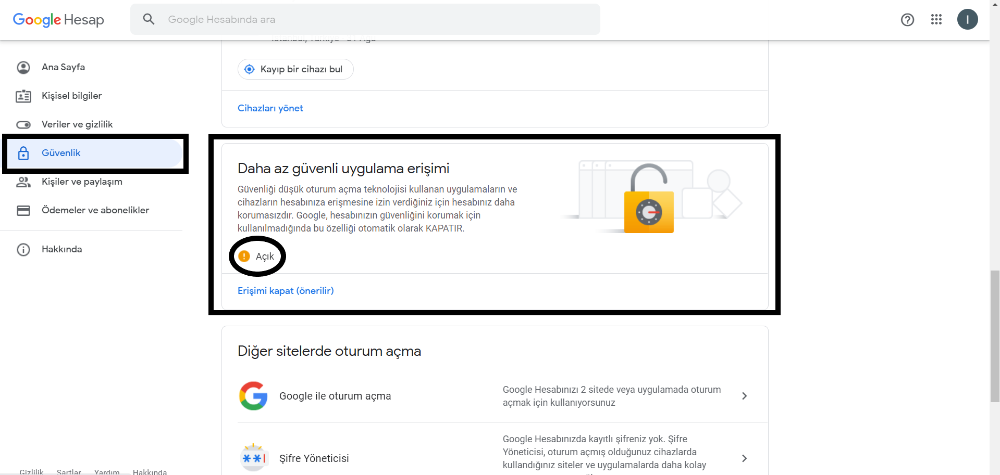 Google Hesap
Google Hesabında ara
I
Ana Sayfa
Kişisel bilgiler
Veriler ve gizlilik
Güvenlik
Kişiler ve paylaşım
Ödemeler ve abonelikler
Hakkında
Kayıp bir cihazı bul
Cihazları yönet
Daha az güvenli uygulama erişimi
Güvenliği düşük oturum açma teknolojisi kullanan uygulamaların ve
cihazların hesabınıza erişmesine izin verdiğiniz için hesabınız daha
korumasızdır. Google, hesabınızın güvenliğini korumak için
kullanılmadığında bu özelliği otomatik olarak KAPATIR.
Açık
Erişimi kapat (önerilir)
Diğer sitelerde oturum açma
Google ile oturum açma
Google Hesabınızı 2 sitede veya uygulamada oturum
açmak için kullanıyorsunuz
Şifre Yöneticisi
Google Hesabınızda kayıtlı şifreniz yok. Şifre
Yöneticisi, oturum açmış olduğunuz cihazlarda
kullandığınız siteler ve uygulamalarda daha kolay
Gizlilik Şartlar Yardım Hakkında